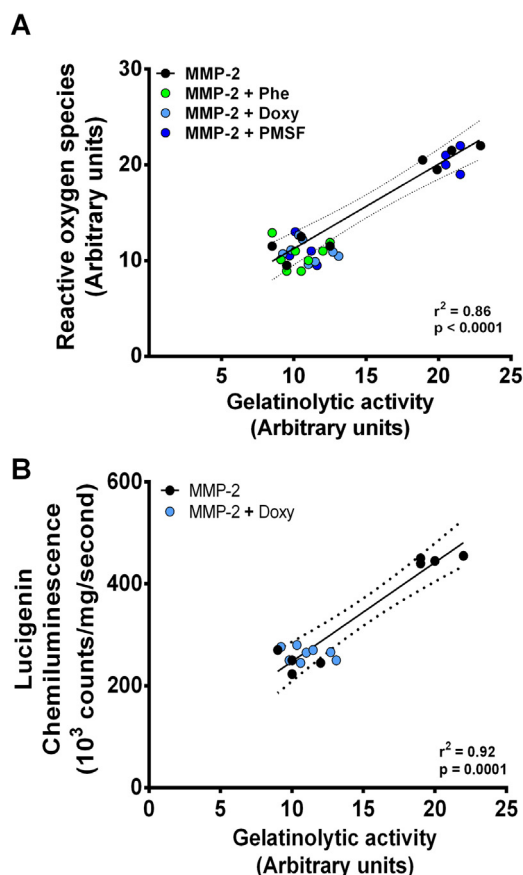 A
Reactive oxygen species
(Arbitrary units)
30
20
10
0
MMP-2
MMP-2 + Phe
MMP-2 + Doxy
MMP-2 + PMSF
r² = 0.86
p < 0.0001
5 10 15 20 25
Gelatinolytic activity
(Arbitrary units)
B
Lucigenin
Chemiluminescence
(10³ counts/mg/second)
600
400
200
0
MMP-2
MMP-2 + Doxy
r² = 0.92
p = 0.0001
0 5 10 15 20 25
Gelatinolytic activity
(Arbitrary units)